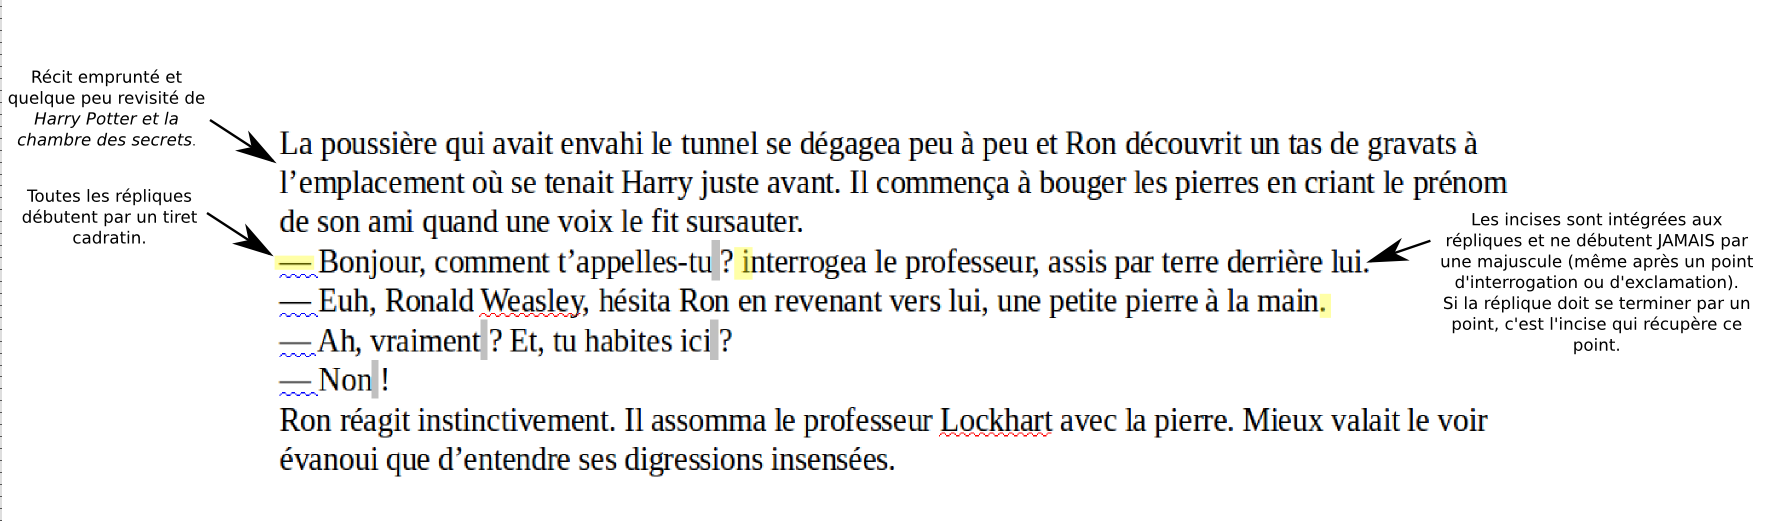 Récit emprunté et
quelque peu revisité de
Harry Potter et la
chambre des secrets.
Toutes les répliques
débutent par un tiret
cadratin.
La poussière qui avait envahi le tunnel se dégagea peu à peu et Ron découvrit un tas de gravats à
l’emplacement où se tenait Harry juste avant. Il commença à bouger les pierres en criant le prénom
de son ami quand une voix le fit sursauter.
— Bonjour, comment t’appelles-tu ? interrogea le professeur, assis par terre derrière lui.
— Euh, Ronald Weasley, hésita Ron en revenant vers lui, une petite pierre à la main.
— Ah, vraiment ? Et, tu habites ici ?
— Non !
Ron réagit instinctivement. Il assomma le professeur Lockhart avec la pierre. Mieux valait le voir
évanoui que d’entendre ses digressions insensées.
Les incises sont intégrées aux
répliques et ne débutent JAMAIS par
une majuscule (même après un point
d'interrogation ou d'exclamation).
Si la réplique doit se terminer par un
point, c'est l'incise qui récupère ce
point.